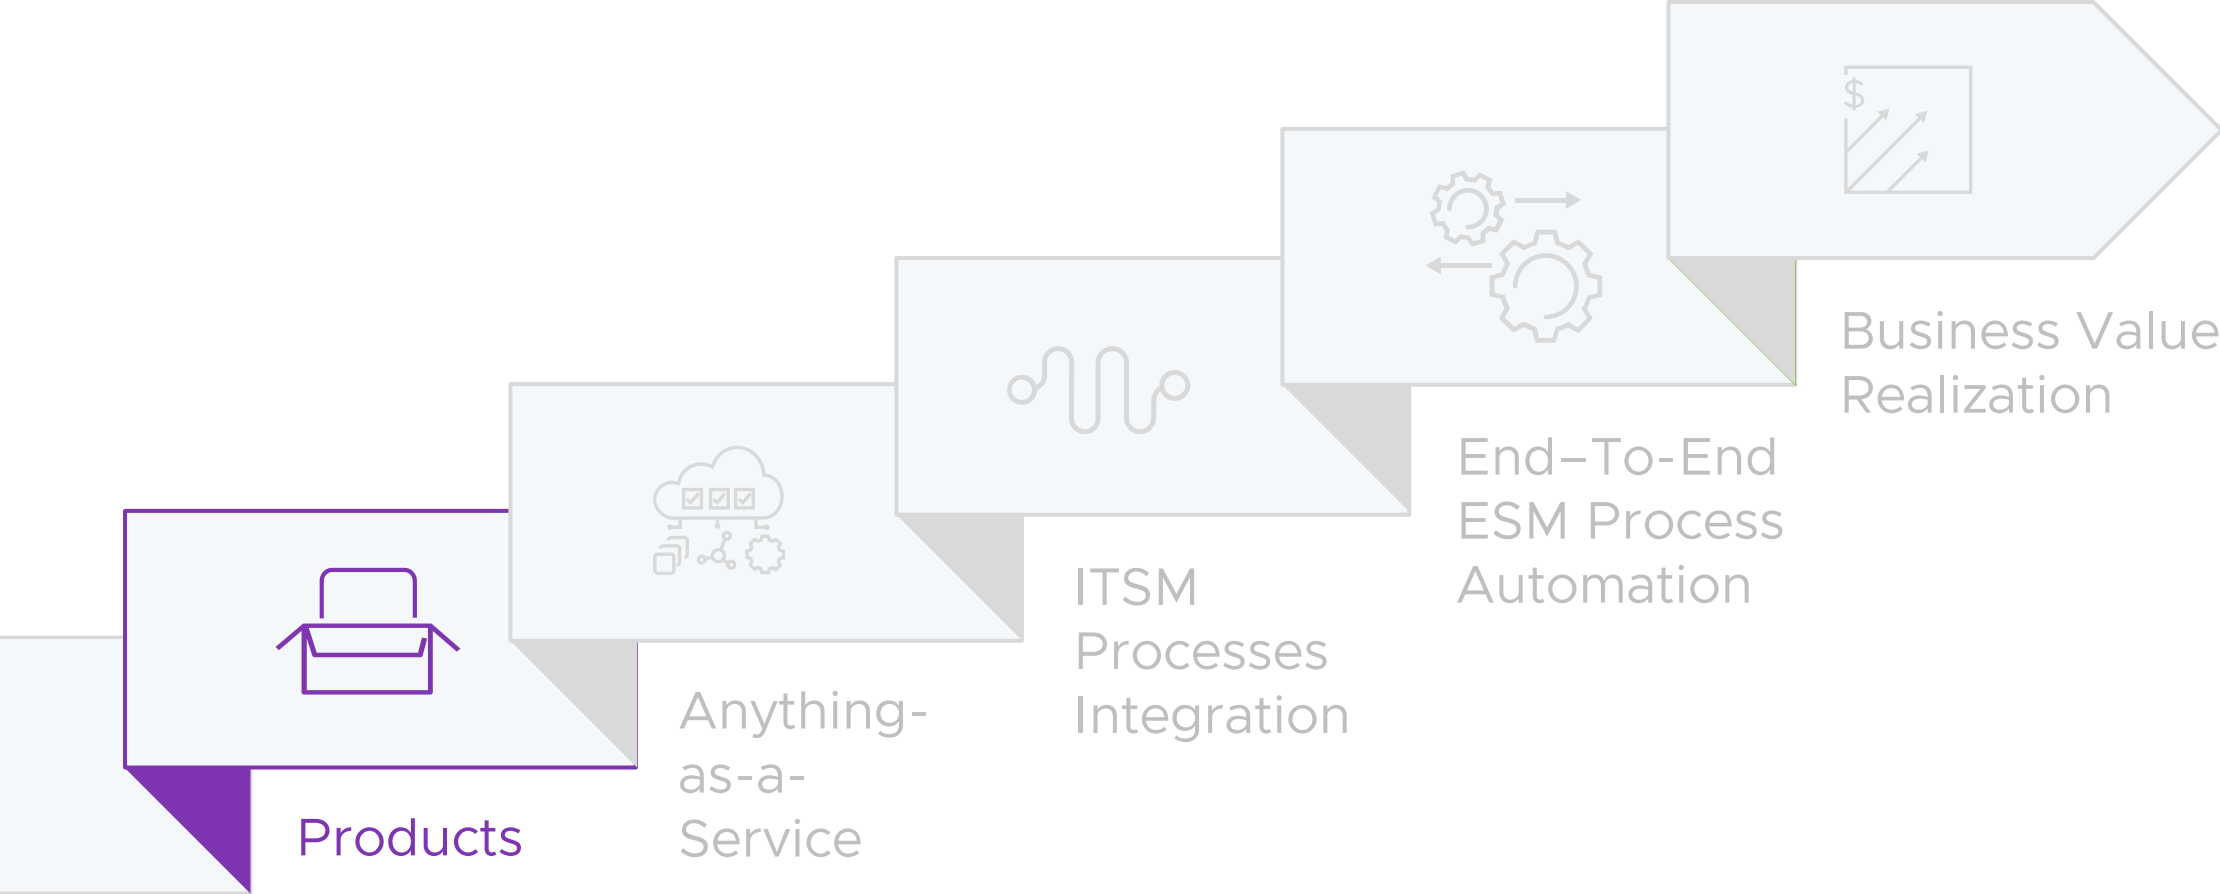 $
Business Value
Realization
End–To-End
ESM Process
Automation
ITSM
Processes
Integration
Anything-
as-a-
Service
Products